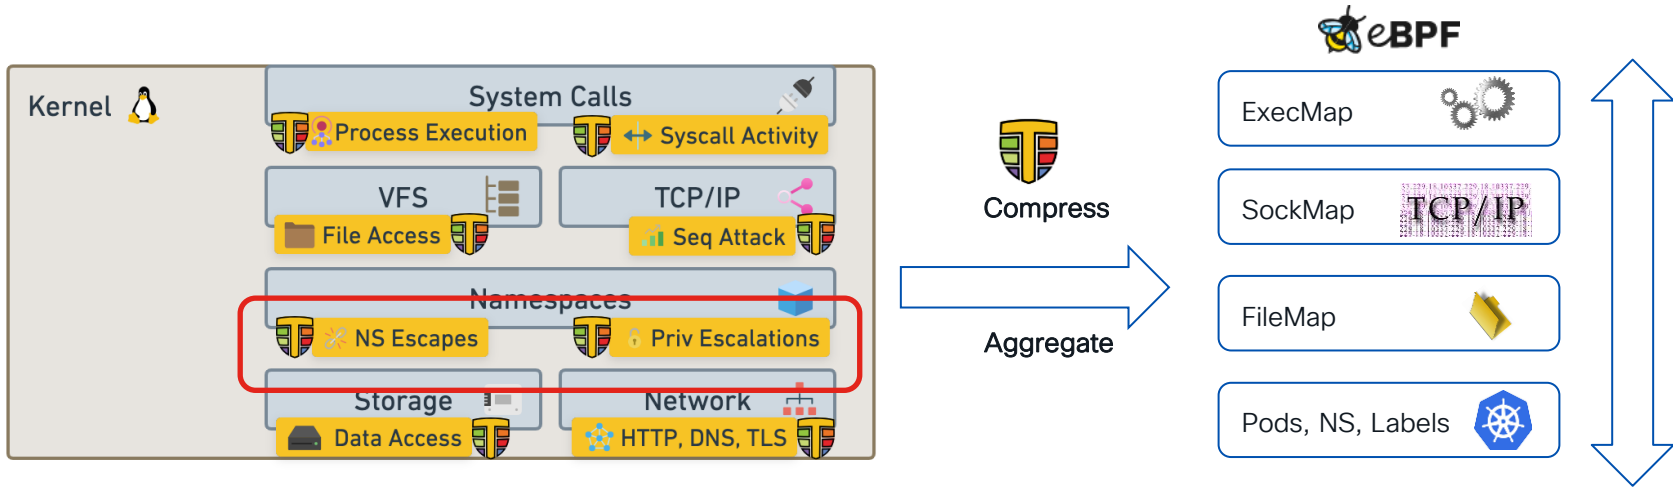 eBPF
Kernel
System Calls
Process Execution
Syscall Activity
VFS
TCP/IP
File Access
Seq Attack
Namespaces
NS Escapes
Priv Escalations
Storage
Network
Data Access
HTTP, DNS, TLS
Compress
Aggregate
ExecMap
SockMap
TCP/IP
FileMap
Pods, NS, Labels